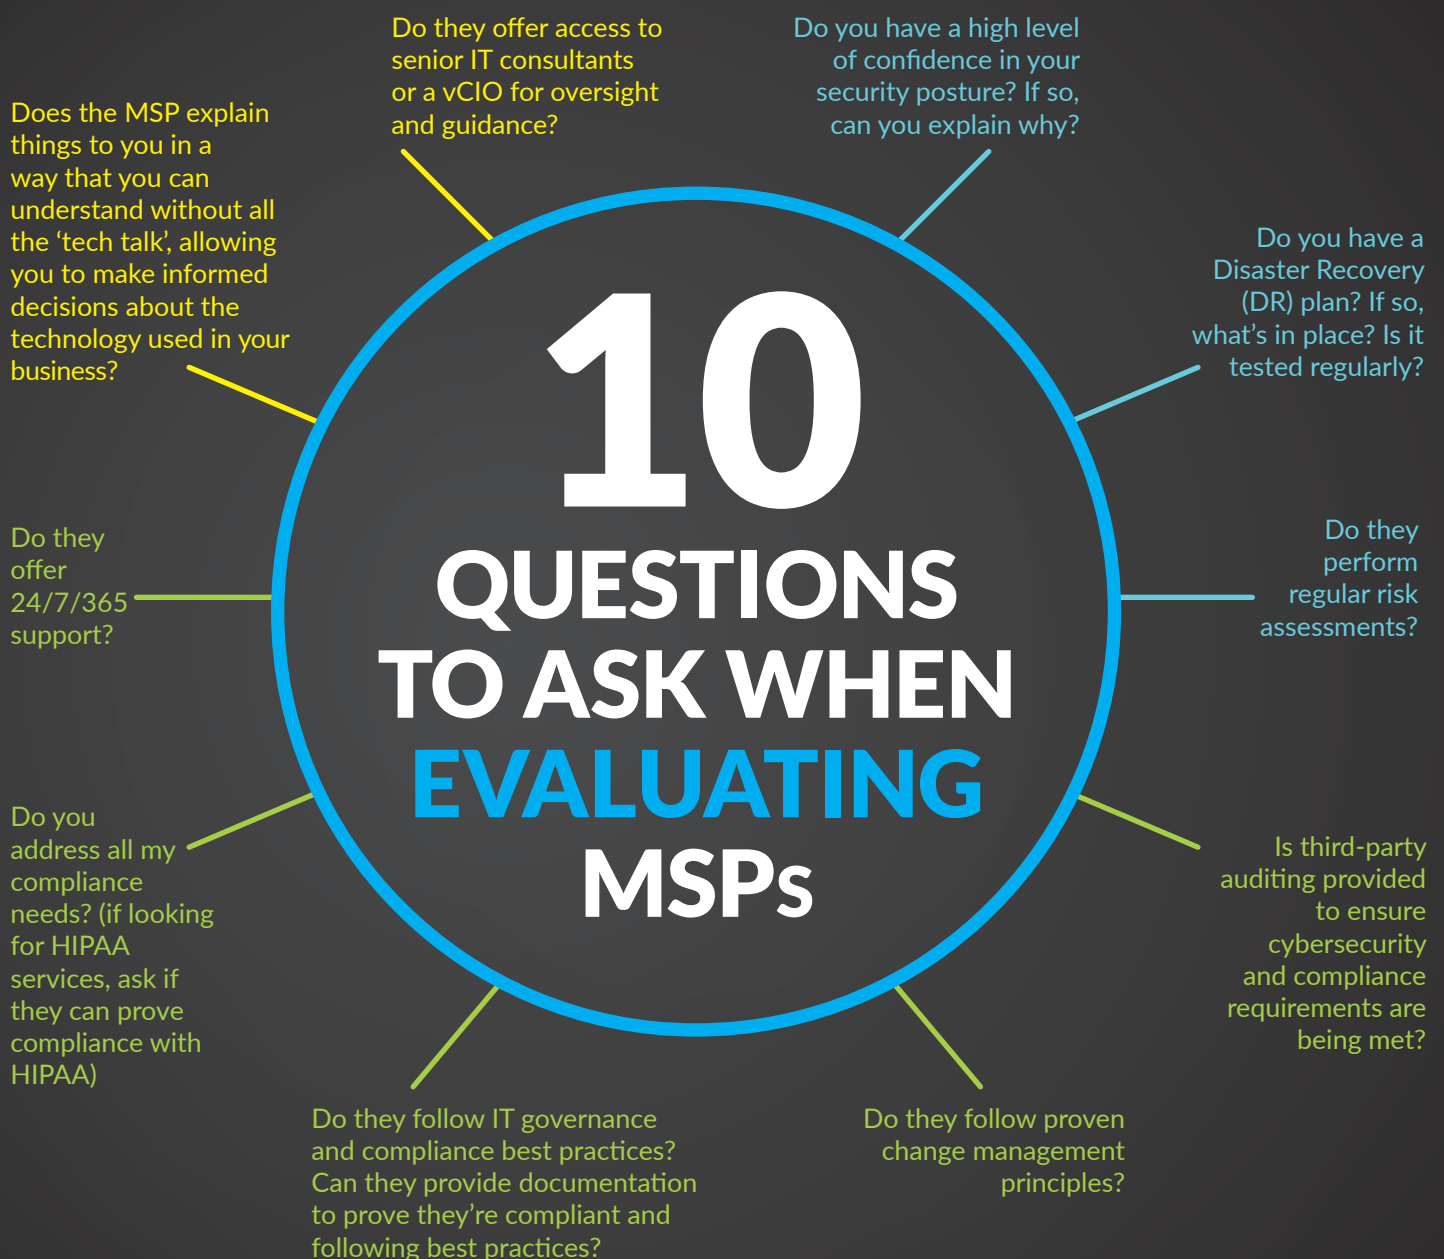 10
QUESTIONS
TO ASK WHEN
EVALUATING
MSPs
Do you have a high level
of confidence in your
security posture? If so,
can you explain why?
Do you have a
Disaster Recovery
(DR) plan? If so,
what’s in place? Is it
tested regularly?
Do they
perform
regular risk
assessments?
Is third-party
auditing provided
to ensure
cybersecurity
and compliance
requirements are
being met?
Do they follow proven
change management
principles?
Do they follow IT governance
and compliance best practices?
Can they provide documentation
to prove they’re compliant and
following best practices?
Do you
address all my
compliance
needs? (if looking
for HIPAA
services, ask if
they can prove
compliance with
HIPAA)
Do they
offer
24/7/365
support?
Does the MSP explain
things to you in a
way that you can
understand without all
the ‘tech talk’, allowing
you to make informed
decisions about the
technology used in your
business?
Do they offer access to
senior IT consultants
or a vCIO for oversight
and guidance?